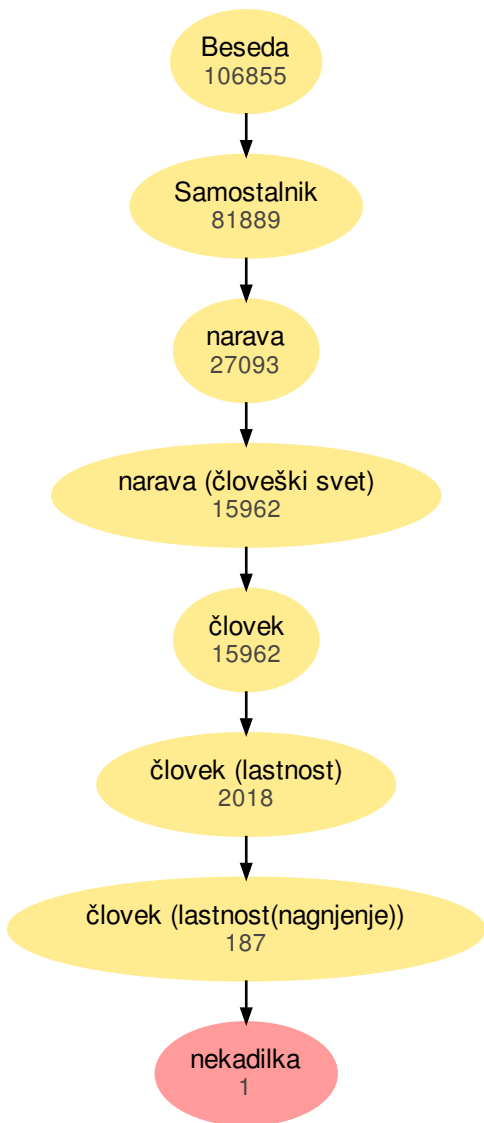 Beseda
106855
Samostalnik
81889
narava
27093
narava (človeški svet)
15962
človek
15962
človek (lastnost)
2018
človek (lastnost(nagnjenje))
187
nekadilka
1